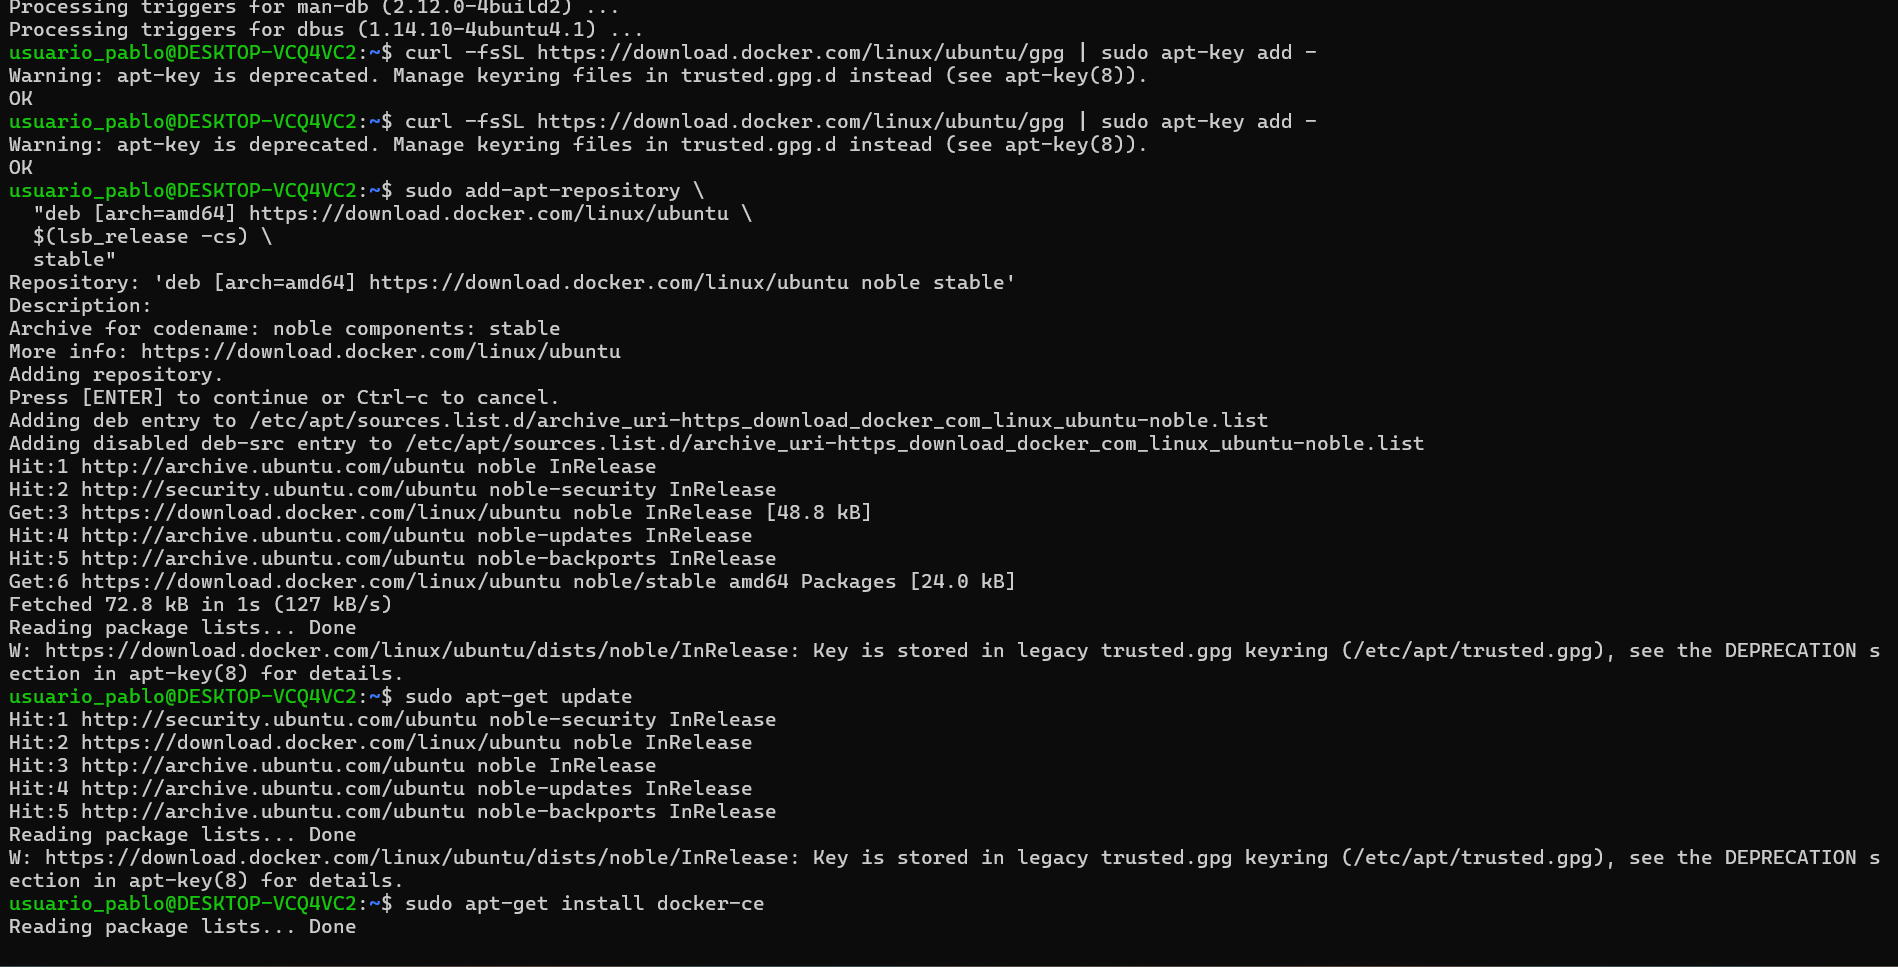 Processing triggers for man-db (2.12.0-4build2) ...
Processing triggers for dbus (1.14.10-4ubuntu4.1) ...
usuario_pablo@DESKTOP-VCQ4VC2:~$ curl -fsSL https://download.docker.com/linux/ubuntu/gpg | sudo apt-key add -
Warning: apt-key is deprecated. Manage keyring files in trusted.gpg.d instead (see apt-key(8)).
OK
usuario_pablo@DESKTOP-VCQ4VC2:~$ curl -fsSL https://download.docker.com/linux/ubuntu/gpg | sudo apt-key add -
Warning: apt-key is deprecated. Manage keyring files in trusted.gpg.d instead (see apt-key(8)).
OK
usuario_pablo@DESKTOP-VCQ4VC2:~$ sudo add-apt-repository \
  "deb [arch=amd64] https://download.docker.com/linux/ubuntu \
  $(lsb_release -cs) \
  stable"
Repository: 'deb [arch=amd64] https://download.docker.com/linux/ubuntu noble stable'
Description:
Archive for codename: noble components: stable
More info: https://download.docker.com/linux/ubuntu
Adding repository.
Press [ENTER] to continue or Ctrl-c to cancel.
Adding deb entry to /etc/apt/sources.list.d/archive_uri-https_download_docker_com_linux_ubuntu-noble.list
Adding disabled deb-src entry to /etc/apt/sources.list.d/archive_uri-https_download_docker_com_linux_ubuntu-noble.list
Hit:1 http://archive.ubuntu.com/ubuntu noble InRelease
Hit:2 http://security.ubuntu.com/ubuntu noble-security InRelease
Get:3 https://download.docker.com/linux/ubuntu noble InRelease [48.8 kB]
Hit:4 http://archive.ubuntu.com/ubuntu noble-updates InRelease
Hit:5 http://archive.ubuntu.com/ubuntu noble-backports InRelease
Get:6 https://download.docker.com/linux/ubuntu noble/stable amd64 Packages [24.0 kB]
Fetched 72.8 kB in 1s (127 kB/s)
Reading package lists... Done
W: https://download.docker.com/linux/ubuntu/dists/noble/InRelease: Key is stored in legacy trusted.gpg keyring (/etc/apt/trusted.gpg), see the DEPRECATION s
ection in apt-key(8) for details.
usuario_pablo@DESKTOP-VCQ4VC2:~$ sudo apt-get update
Hit:1 http://security.ubuntu.com/ubuntu noble-security InRelease
Hit:2 https://download.docker.com/linux/ubuntu noble InRelease
Hit:3 http://archive.ubuntu.com/ubuntu noble InRelease
Hit:4 http://archive.ubuntu.com/ubuntu noble-updates InRelease
Hit:5 http://archive.ubuntu.com/ubuntu noble-backports InRelease
Reading package lists... Done
W: https://download.docker.com/linux/ubuntu/dists/noble/InRelease: Key is stored in legacy trusted.gpg keyring (/etc/apt/trusted.gpg), see the DEPRECATION s
ection in apt-key(8) for details.
usuario_pablo@DESKTOP-VCQ4VC2:~$ sudo apt-get install docker-ce
Reading package lists... Done